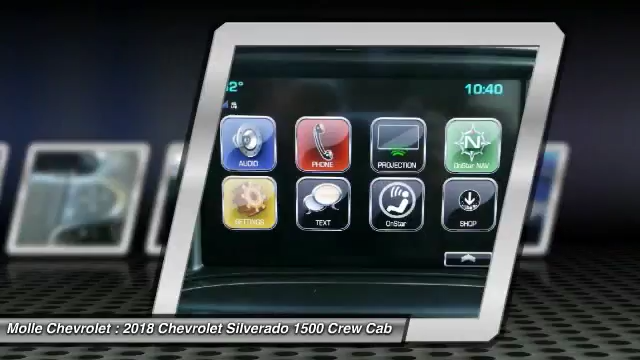 2°
10:40
AUDIO
PHONE
PROJECTION
N
OnStar NAV
SETTINGS
TEXT
OnStar
SHOP
Molle Chevrolet : 2018 Chevrolet Silverado 1500 Crew Cab